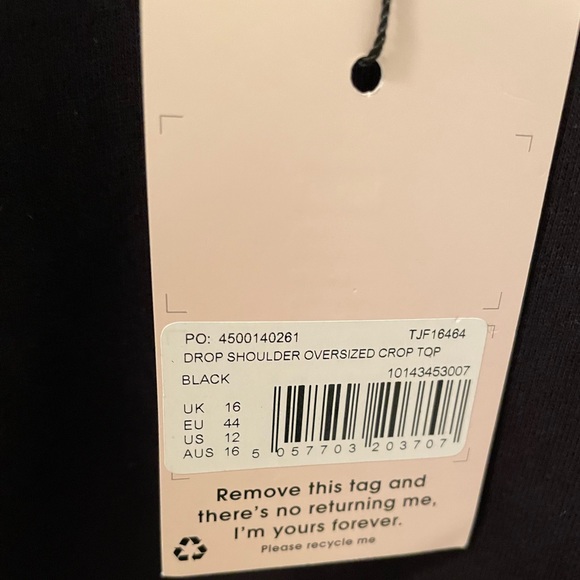 PO: 4500140261 TJF16464
DROP SHOULDER OVERSIZED CROP TOP
BLACK 10143453007
UK 16
EU 44
US 12
AUS 16
5 057703 203707
Remove this tag and
there's no returning me,
I'm yours forever.
Please recycle me